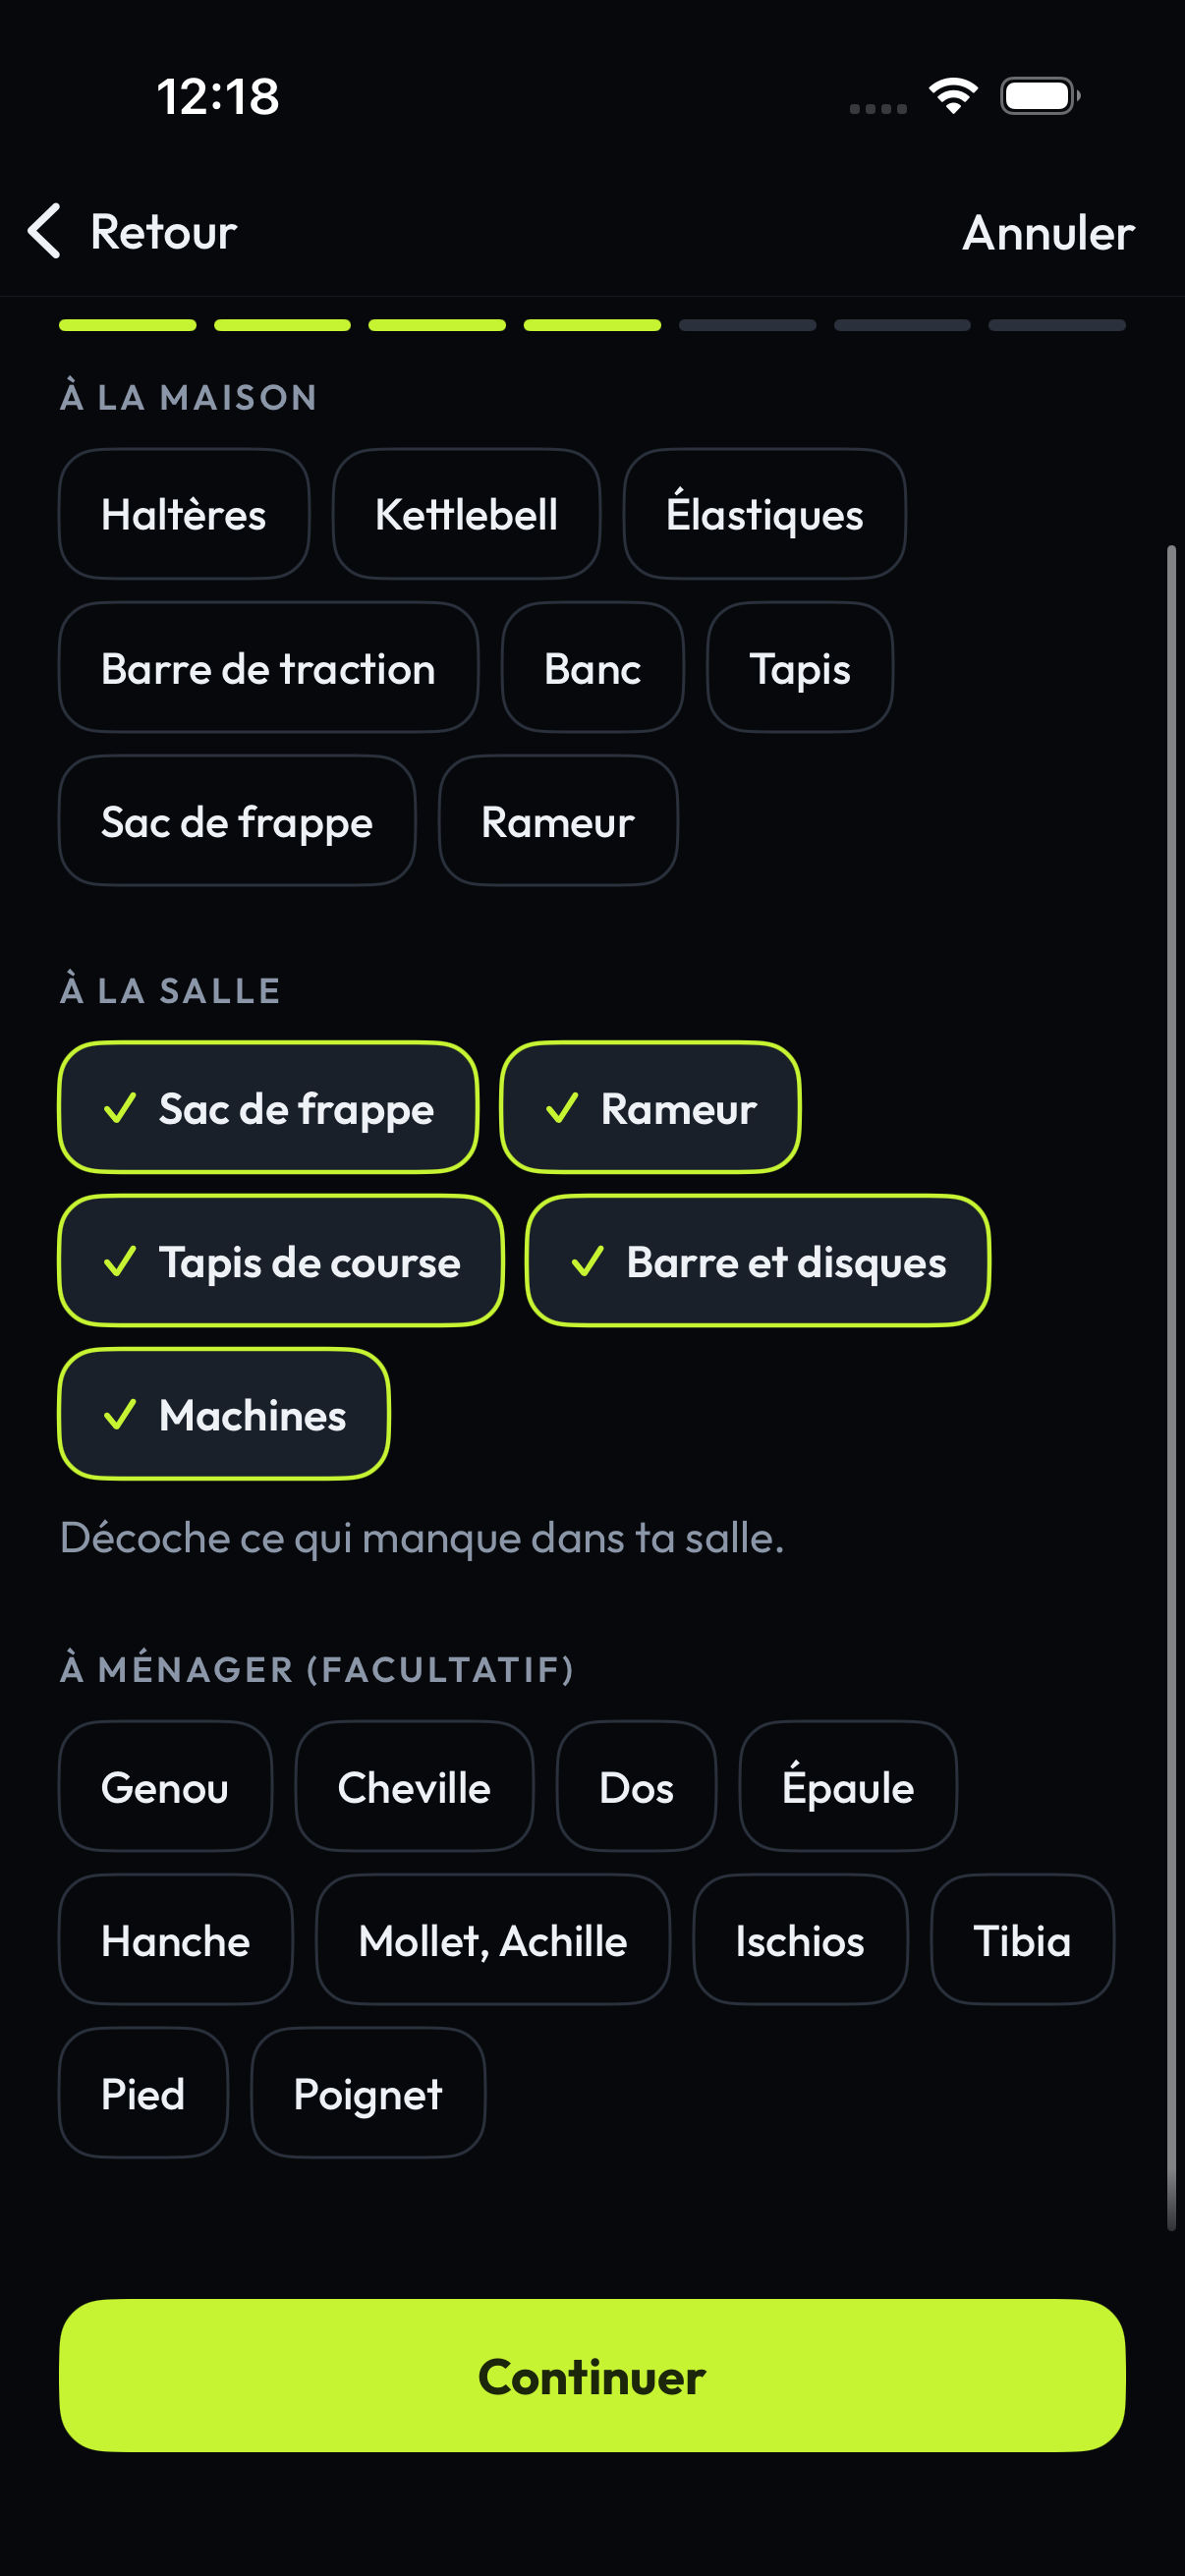 12:18
Retour Annuler
À LA MAISON
Haltères Kettlebell Élastiques
Barre de traction Banc Tapis
Sac de frappe Rameur
À LA SALLE
Sac de frappe Rameur
Tapis de course Barre et disques
Machines
Décoche ce qui manque dans ta salle.
À MÉNAGER (FACULTATIF)
Genou Cheville Dos Épaule
Hanche Mollet, Achille Ischios Tibia
Pied Poignet
Continuer